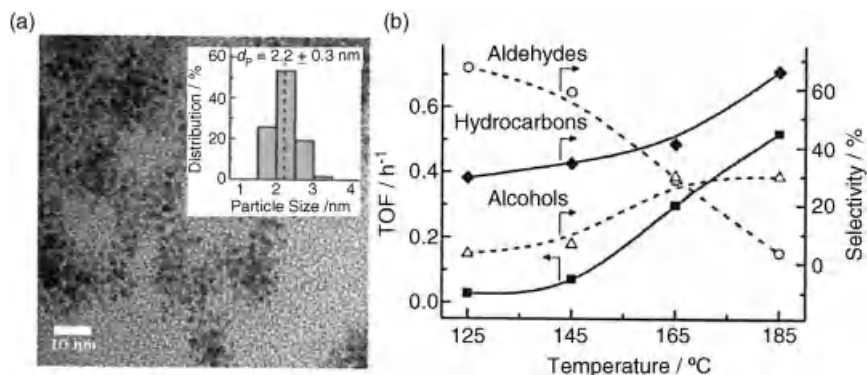 (a)
d_P = 2.2 ± 0.3 nm
Distribution / %
60
40
20
0
1 2 3 4
Particle Size /nm
10 nm
(b)
TOF / h⁻¹
0.6
0.4
0.2
0.0
Aldehydes
Hydrocarbons
Alcohols
60
40
20
0
Selectivity / %
125 145 165 185
Temperature / ºC